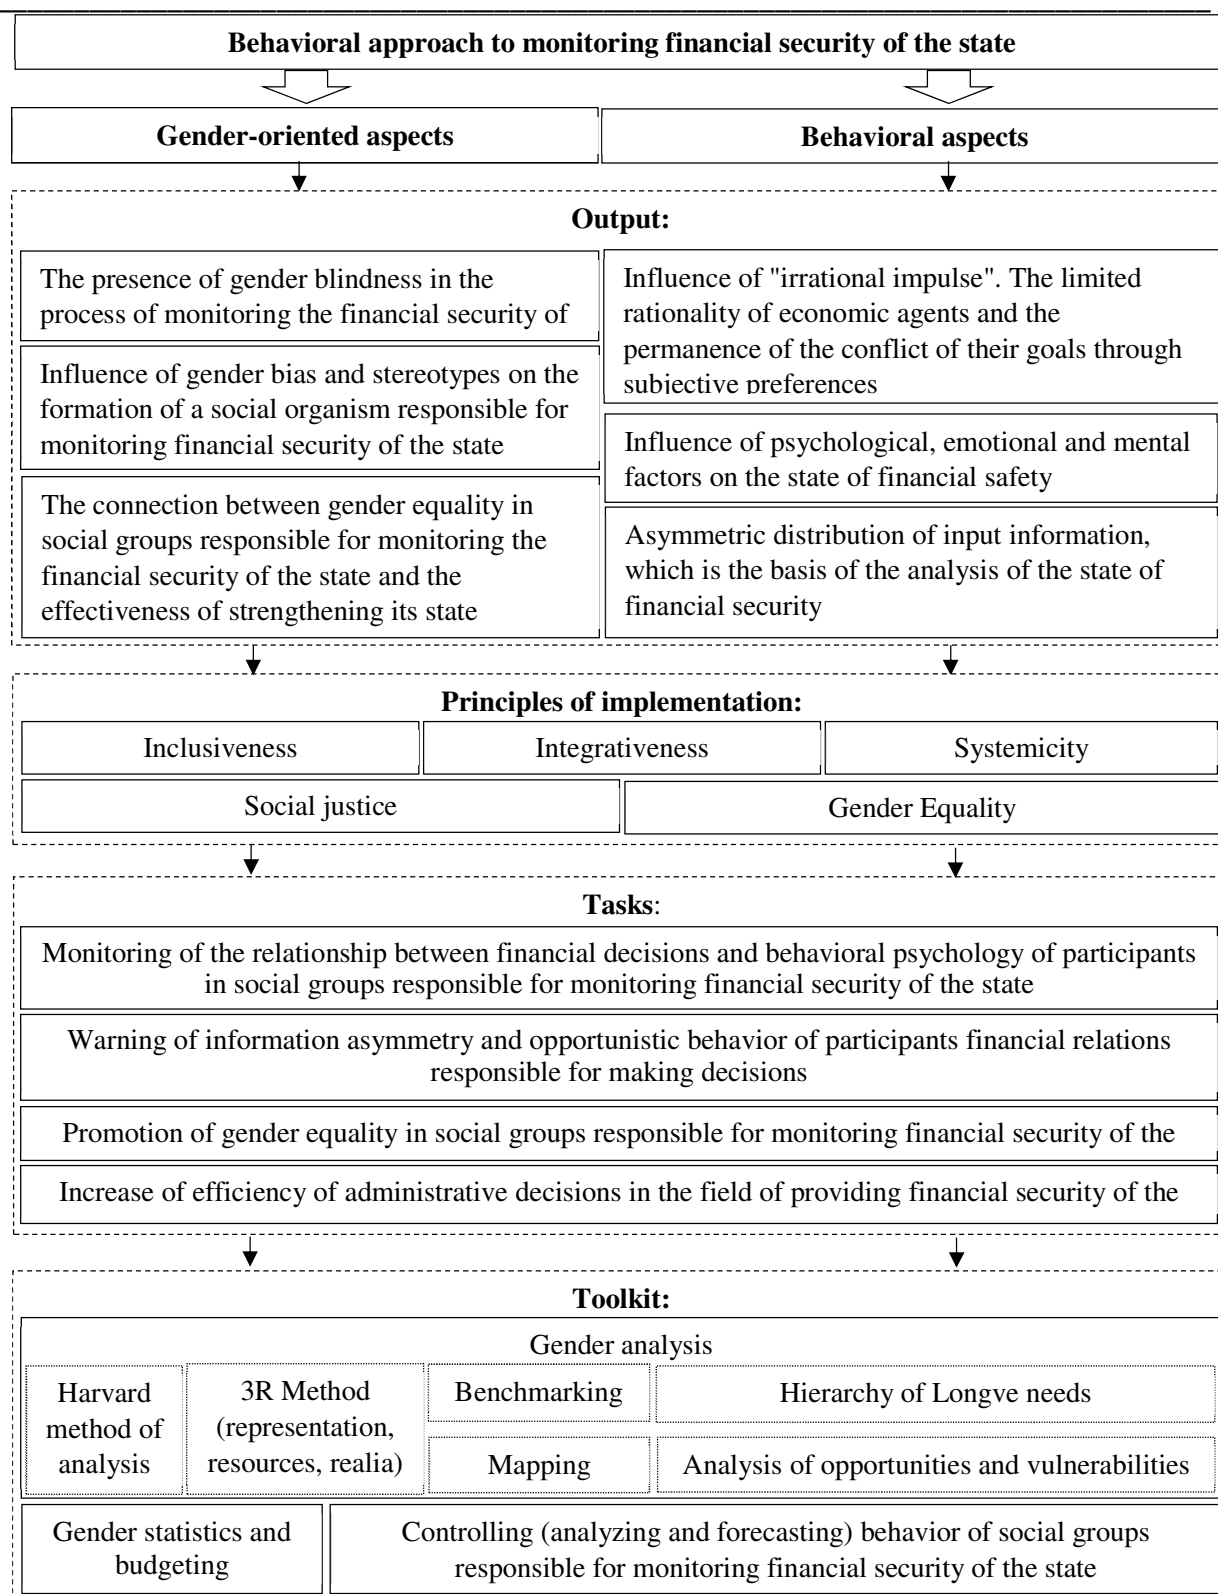 Behavioral approach to monitoring financial security of the state
Gender-oriented aspects
Behavioral aspects
Output:
The presence of gender blindness in the
process of monitoring the financial security of
Influence of gender bias and stereotypes on the
formation of a social organism responsible for
monitoring financial security of the state
The connection between gender equality in
social groups responsible for monitoring the
financial security of the state and the
effectiveness of strengthening its state
Influence of "irrational impulse". The limited
rationality of economic agents and the
permanence of the conflict of their goals through
subjective preferences
Influence of psychological, emotional and mental
factors on the state of financial safety
Asymmetric distribution of input information,
which is the basis of the analysis of the state of
financial security
Principles of implementation:
Inclusiveness
Integrativeness
Systemicity
Social justice
Gender Equality
Tasks:
Monitoring of the relationship between financial decisions and behavioral psychology of participants
in social groups responsible for monitoring financial security of the state
Warning of information asymmetry and opportunistic behavior of participants financial relations
responsible for making decisions
Promotion of gender equality in social groups responsible for monitoring financial security of the
Increase of efficiency of administrative decisions in the field of providing financial security of the
Toolkit:
Gender analysis
Harvard
method of
analysis
3R Method
(representation,
resources, realia)
Benchmarking
Mapping
Hierarchy of Longve needs
Analysis of opportunities and vulnerabilities
Gender statistics and
budgeting
Controlling (analyzing and forecasting) behavior of social groups
responsible for monitoring financial security of the state